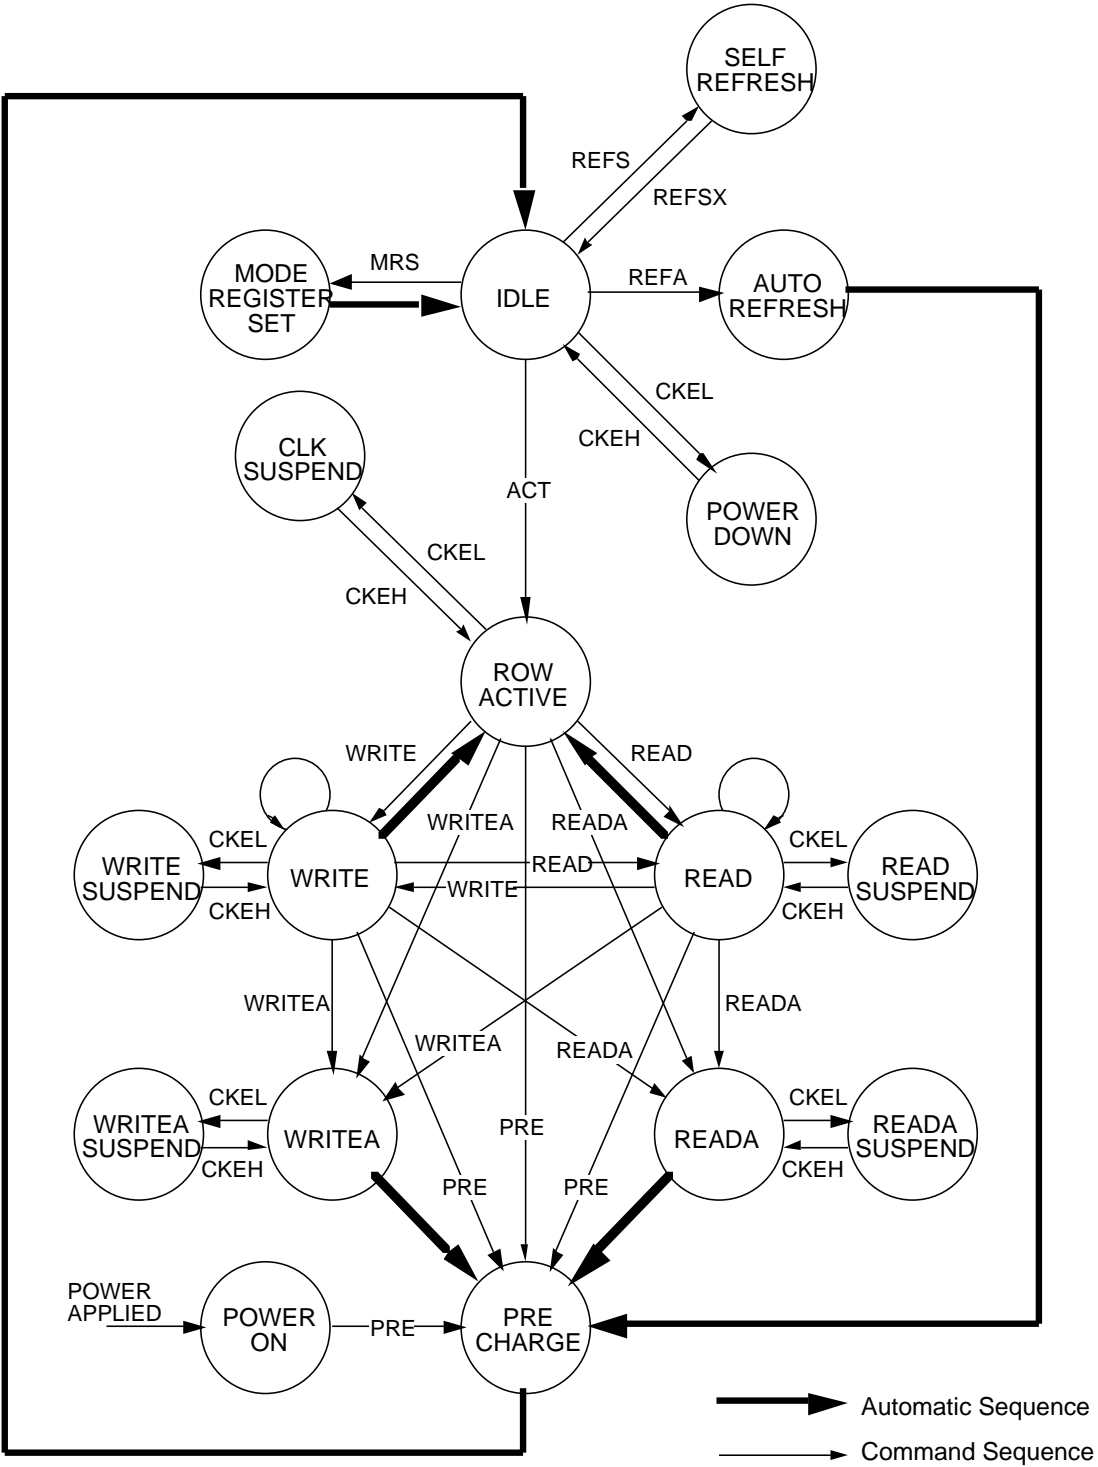 SELF
REFRESH
REFS
REFSX
MRS
MODE
REGISTER
SET
IDLE
REFA
AUTO
REFRESH
CKEL
CKEH
CLK
SUSPEND
ACT
POWER
DOWN
CKEL
CKEH
ROW
ACTIVE
WRITE
READ
WRITEA
READA
CKEL
READ
CKEL
WRITE
SUSPEND
WRITE
READ
READ
SUSPEND
WRITE
CKEH
CKEH
WRITEA
READA
WRITEA
READA
CKEL
CKEL
WRITEA
SUSPEND
WRITEA
PRE
READA
READA
SUSPEND
CKEH
CKEH
PRE
PRE
POWER
APPLIED
POWER
ON
PRE
PRE
CHARGE
Automatic Sequence
Command Sequence